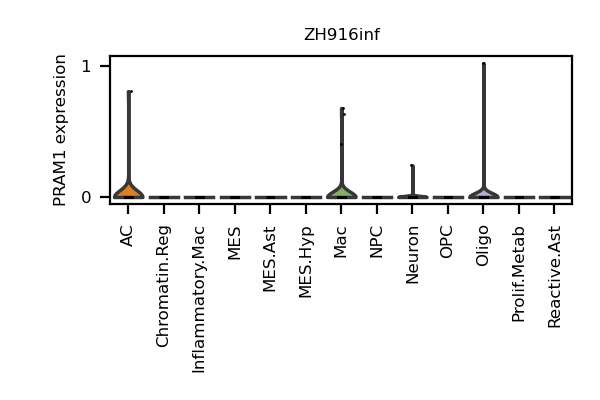 ZH916inf
PRAM1 expression
1
0
AC
Chromatin.Reg
Inflammatory.Mac
MES
MES.Ast
MES.Hyp
Mac
NPC
Neuron
OPC
Oligo
Prolif.Metab
Reactive.Ast